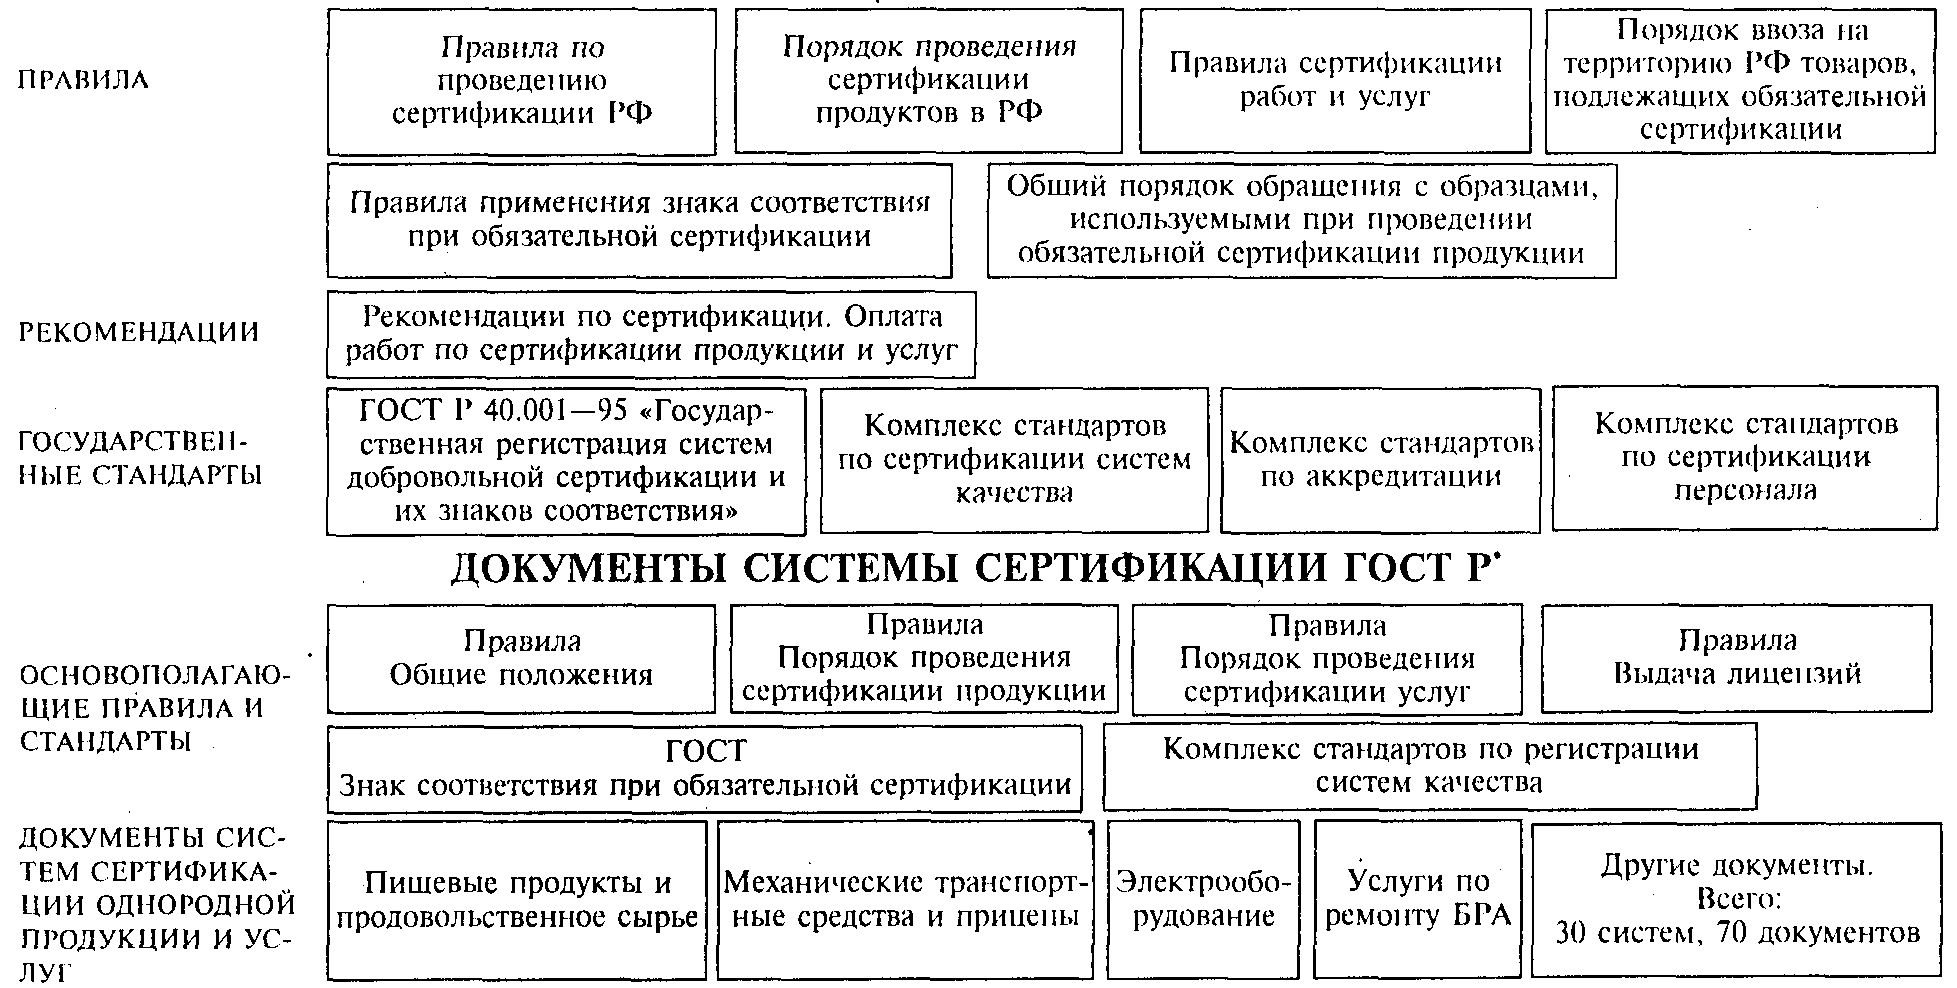 ПРАВИЛА
Правила по
проведению
сертификации РФ
Порядок проведения
сертификации
продуктов в РФ
Правила сертификации
работ и услуг
Порядок ввоза на
территорию РФ товаров,
подлежащих обязательной
сертификации
Правила применения знака соответствия
при обязательной сертификации
Общий порядок обращения с образцами,
используемыми при проведении
обязательной сертификации продукции
РЕКОМЕНДАЦИИ
Рекомендации по сертификации. Оплата
работ по сертификации продукции и услуг
ГОСУДАРСТВЕН-
НЫЕ СТАНДАРТЫ
ГОСТ Р 40.001—95 «Государ-
ственная регистрация систем
добровольной сертификации и
их знаков соответствия»
Комплекс стандартов
по сертификации систем
качества
Комплекс стандартов
по аккредитации
Комплекс стандартов
по сертификации
персонала
ДОКУМЕНТЫ СИСТЕМЫ СЕРТИФИКАЦИИ ГОСТ Р*
ОСНОВОПОЛАГАЮ-
ЩИЕ ПРАВИЛА И
СТАНДАРТЫ
Правила
Общие положения
Правила
Порядок проведения
сертификации продукции
Правила
Порядок проведения
сертификации услуг
Правила
Выдача лицензий
ГОСТ
Знак соответствия при обязательной сертификации
Комплекс стандартов по регистрации
систем качества
ДОКУМЕНТЫ СИС-
ТЕМ СЕРТИФИКА-
ЦИИ ОДНОРОДНОЙ
ПРОДУКЦИИ И УС-
ЛУГ
Пищевые продукты и
продовольственное сырье
Механические транспорт-
ные средства и прицепы
Электрообо-
рудование
Услуги по
ремонту БРА
Другие документы.
Всего:
30 систем, 70 документов